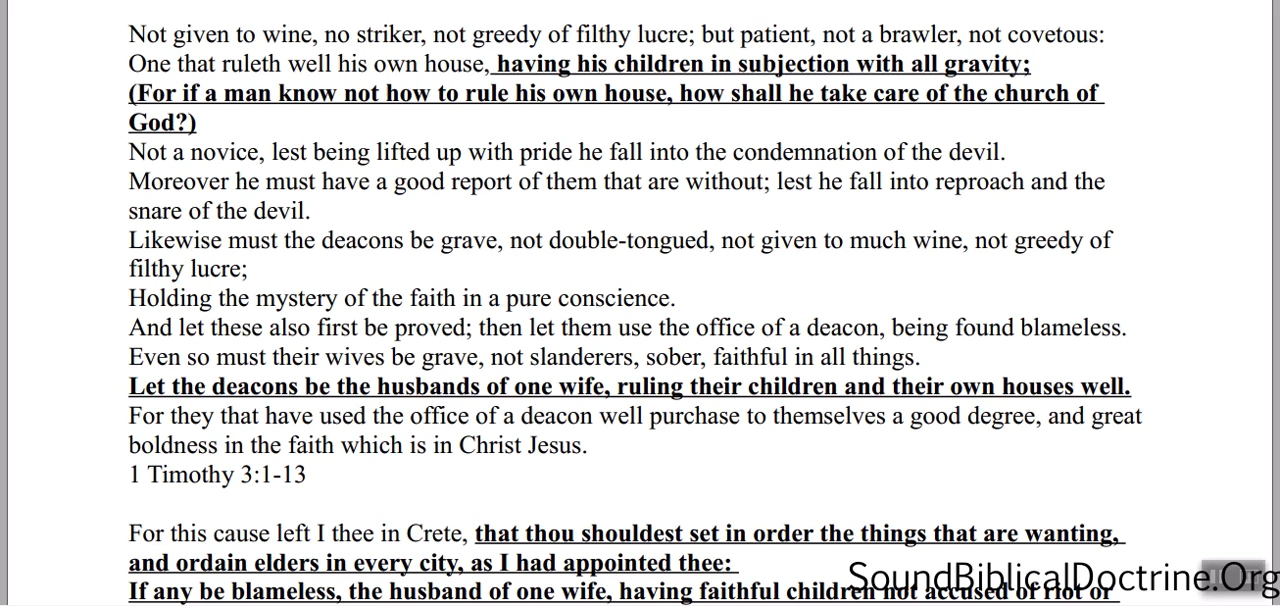 Not given to wine, no striker, not greedy of filthy lucre; but patient, not a brawler, not covetous:
One that ruleth well his own house, having his children in subjection with all gravity;
(For if a man know not how to rule his own house, how shall he take care of the church of
God?)
Not a novice, lest being lifted up with pride he fall into the condemnation of the devil.
Moreover he must have a good report of them that are without; lest he fall into reproach and the
snare of the devil.
Likewise must the deacons be grave, not double-tongued, not given to much wine, not greedy of
filthy lucre;
Holding the mystery of the faith in a pure conscience.
And let these also first be proved; then let them use the office of a deacon, being found blameless.
Even so must their wives be grave, not slanderers, sober, faithful in all things.
Let the deacons be the husbands of one wife, ruling their children and their own houses well.
For they that have used the office of a deacon well purchase to themselves a good degree, and great
boldness in the faith which is in Christ Jesus.
1 Timothy 3:1-13
For this cause left I thee in Crete, that thou shouldest set in order the things that are wanting,
and ordain elders in every city, as I had appointed thee:
If any be blameless, the husband of one wife, having faithful children not accused of riot or
SoundBiblicalDoctrine.Org